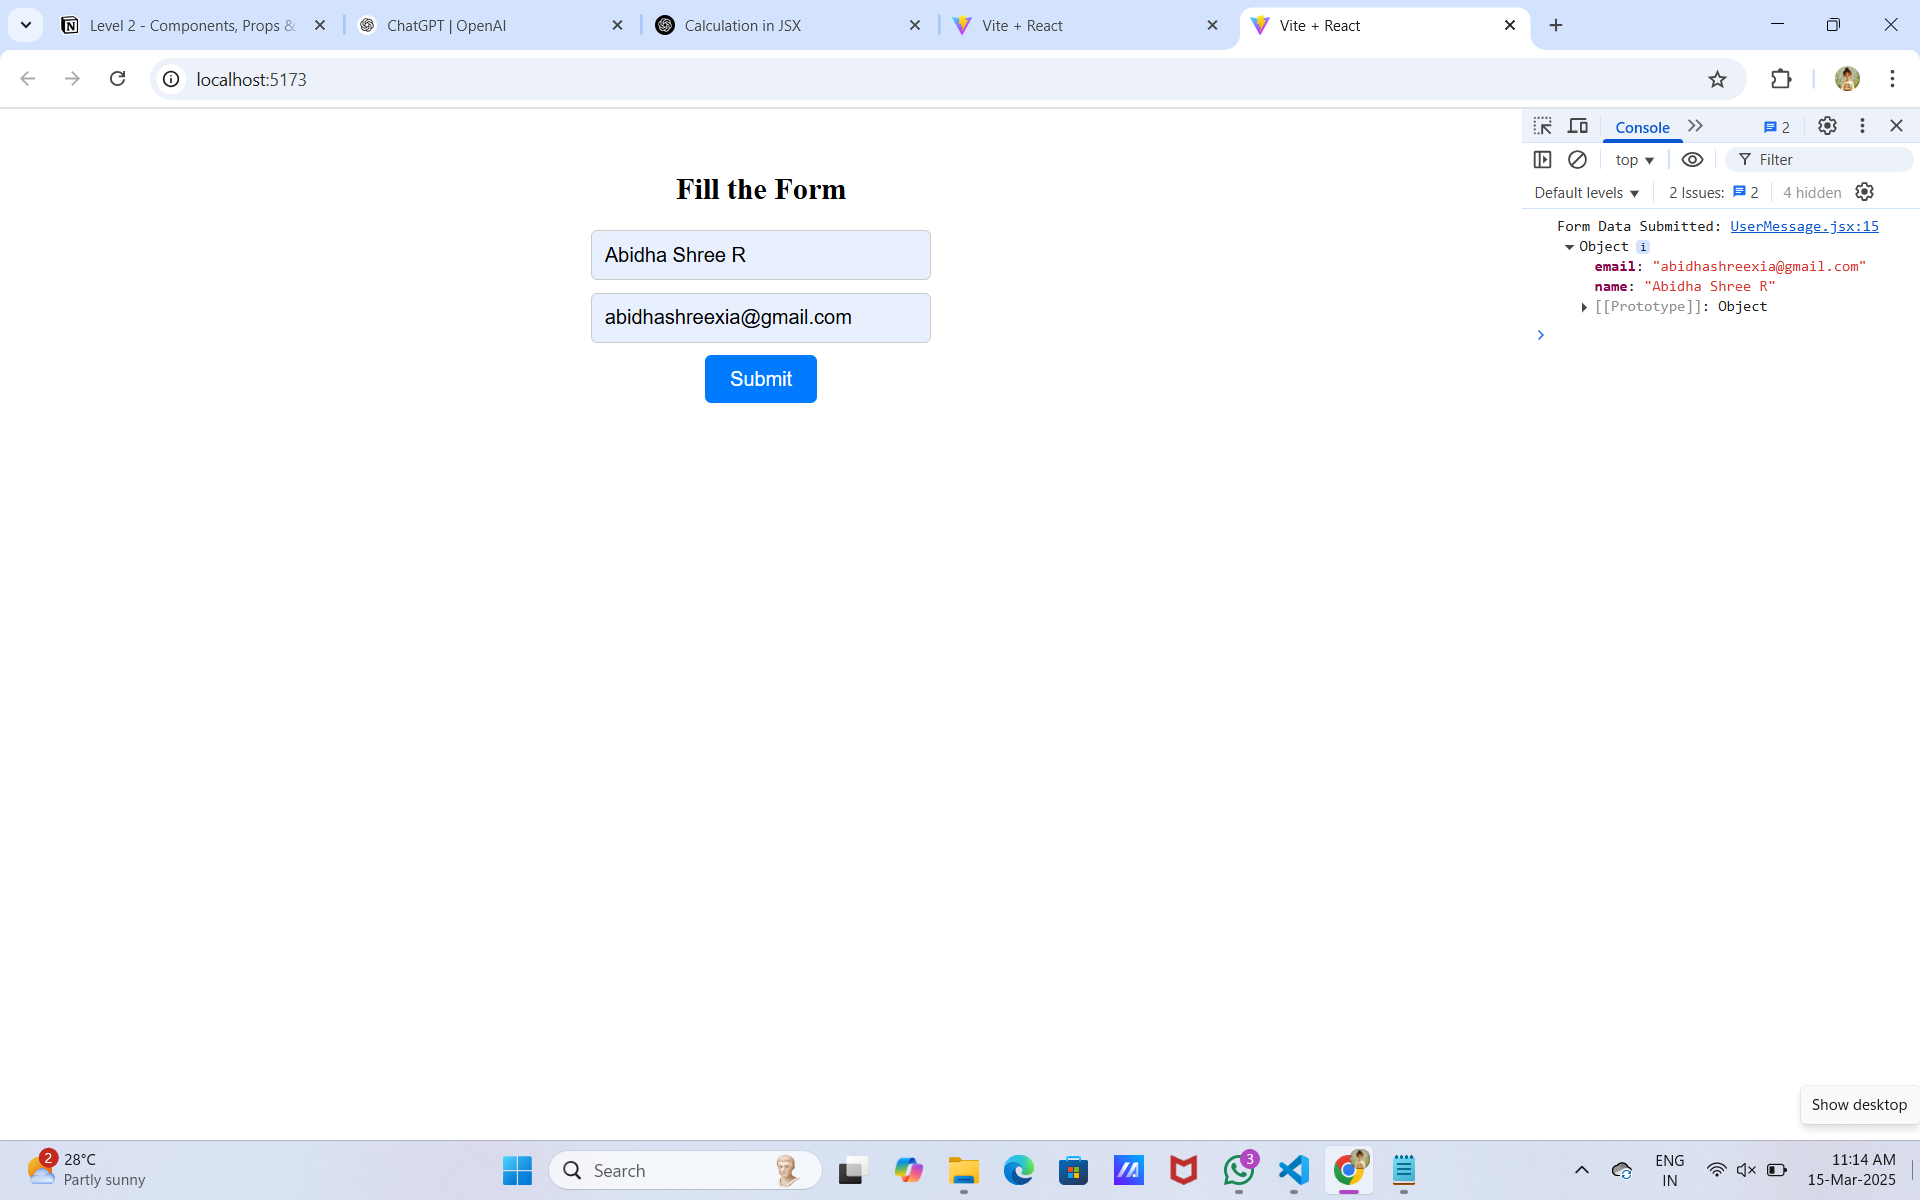 Level 2 - Components, Props &
ChatGPT | OpenAI
Calculation in JSX
Vite + React
Vite + React
localhost:5173
Console
2
top
Filter
Default levels
2 Issues: 2
4 hidden
Form Data Submitted: UserMessage.jsx:15
Object i
email: "abidhashreexia@gmail.com"
name: "Abidha Shree R"
[[Prototype]]: Object
Fill the Form
Abidha Shree R
abidhashreexia@gmail.com
Submit
Show desktop
2
28°C
Partly sunny
Search
3
ENG
IN
11:14 AM
15-Mar-2025